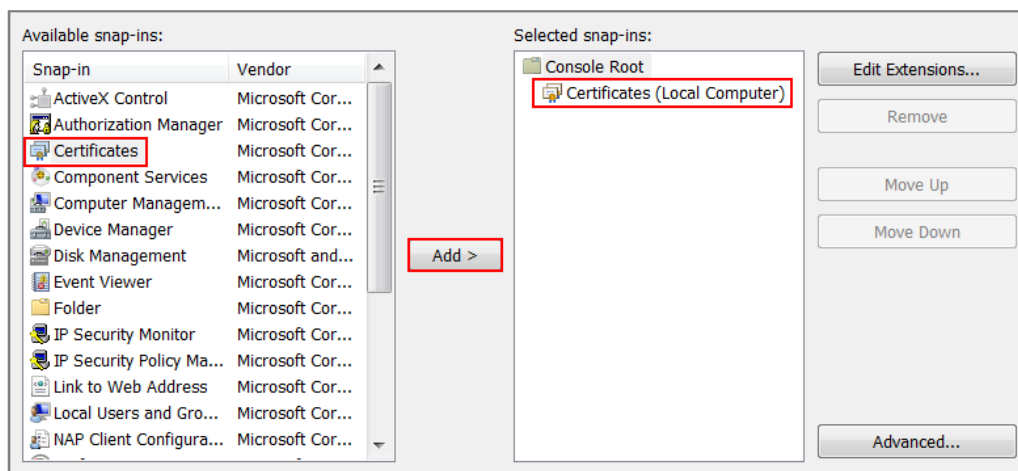 Available snap-ins:
Selected snap-ins:
Snap-in Vendor
ActiveX Control Microsoft Cor...
Authorization Manager Microsoft Cor...
Certificates Microsoft Cor...
Component Services Microsoft Cor...
Computer Managem... Microsoft Cor...
Device Manager Microsoft Cor...
Disk Management Microsoft and...
Event Viewer Microsoft Cor...
Folder Microsoft Cor...
IP Security Monitor Microsoft Cor...
IP Security Policy Ma... Microsoft Cor...
Link to Web Address Microsoft Cor...
Local Users and Gro... Microsoft Cor...
NAP Client Configura... Microsoft Cor...
Add >
Console Root
Certificates (Local Computer)
Edit Extensions...
Remove
Move Up
Move Down
Advanced...